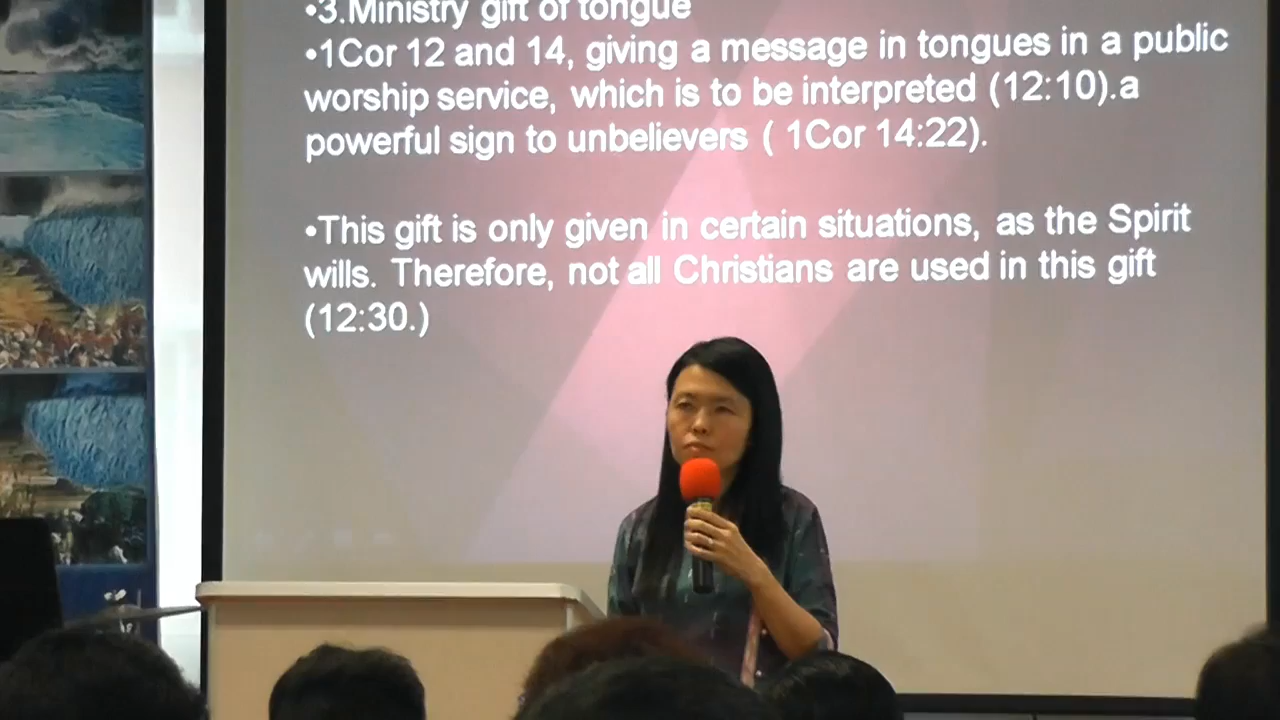 •3.Ministry gift of tongue
•1Cor 12 and 14, giving a message in tongues in a public
worship service, which is to be interpreted (12:10).a
powerful sign to unbelievers ( 1Cor 14:22).
•This gift is only given in certain situations, as the Spirit
wills. Therefore, not all Christians are used in this gift
(12:30.)